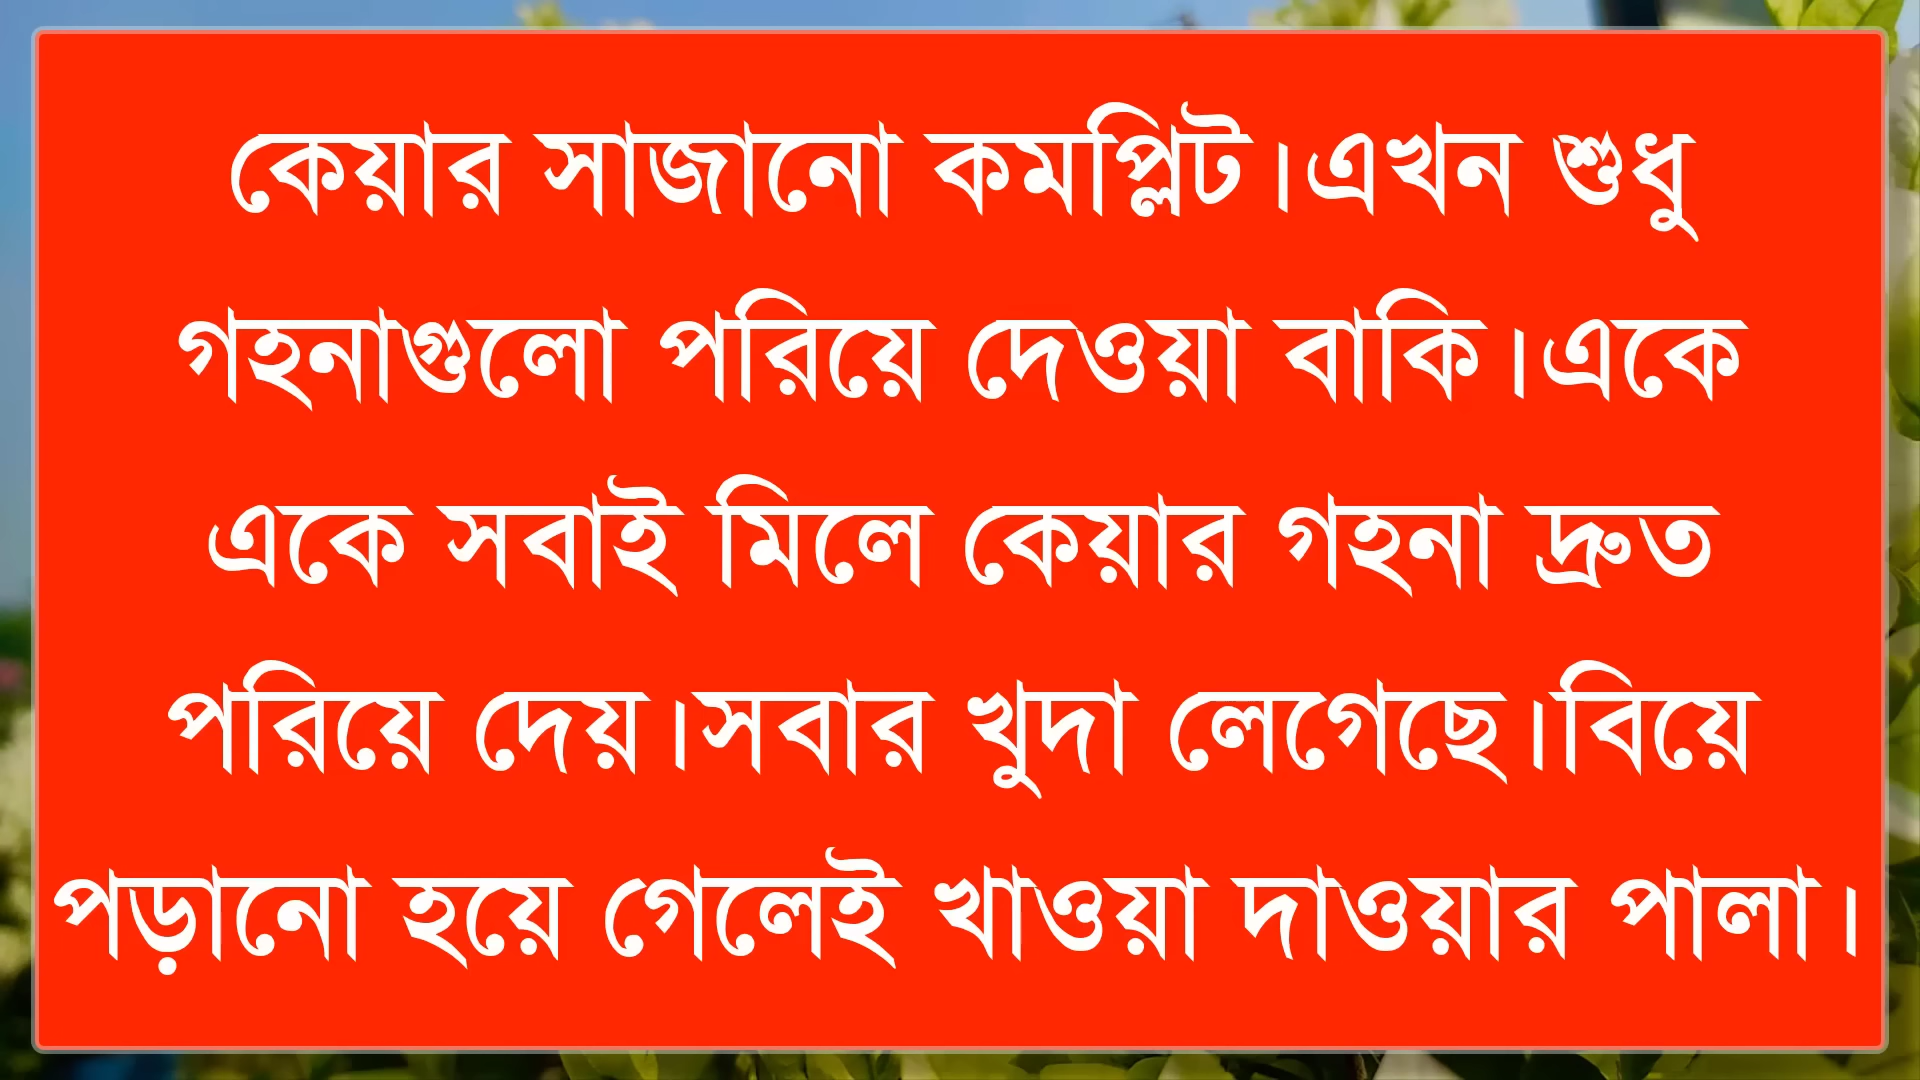 কেয়ার সাজানো কমপ্লিট।এখন শুধু
গহনাগুলো পরিয়ে দেওয়া বাকি।একে
একে সবাই মিলে কেয়ার গহনা দ্রুত
পরিয়ে দেয়।সবার খুদা লেগেছে।বিয়ে
পড়ানো হয়ে গেলেই খাওয়া দাওয়ার পালা।